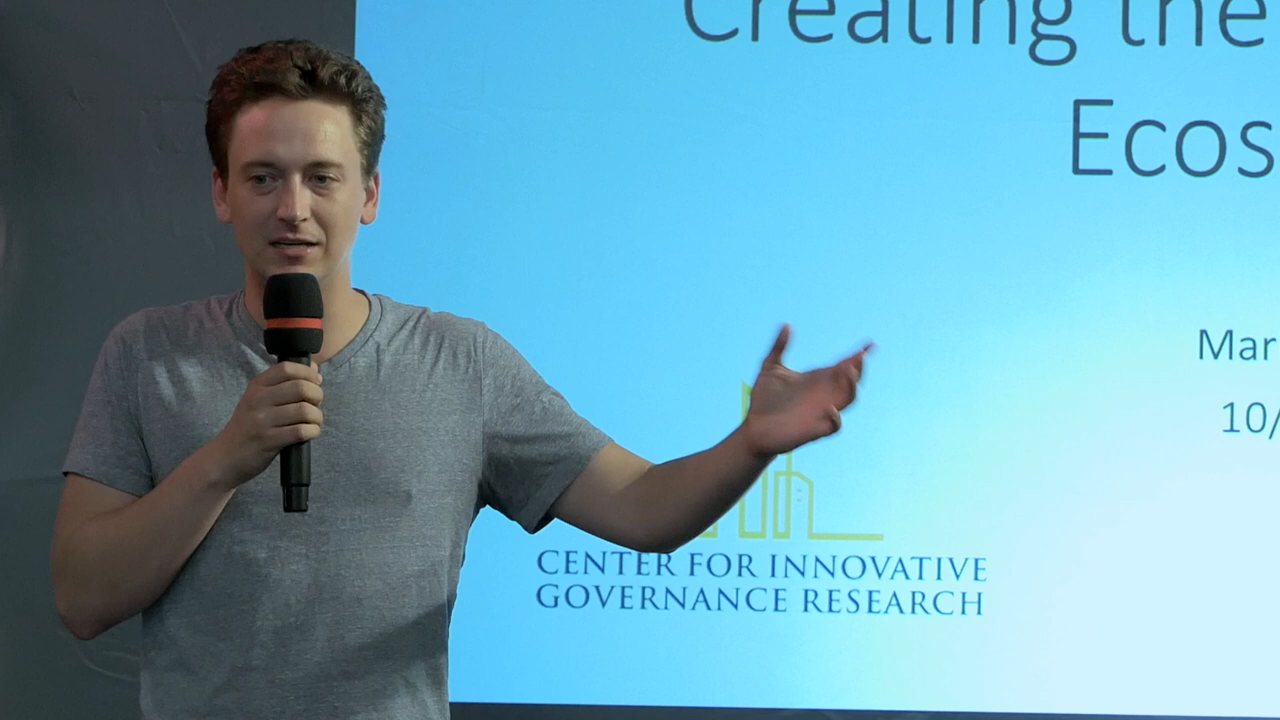 Creating the
Ecos
Mar
10/
CENTER FOR INNOVATIVE
GOVERNANCE RESEARCH